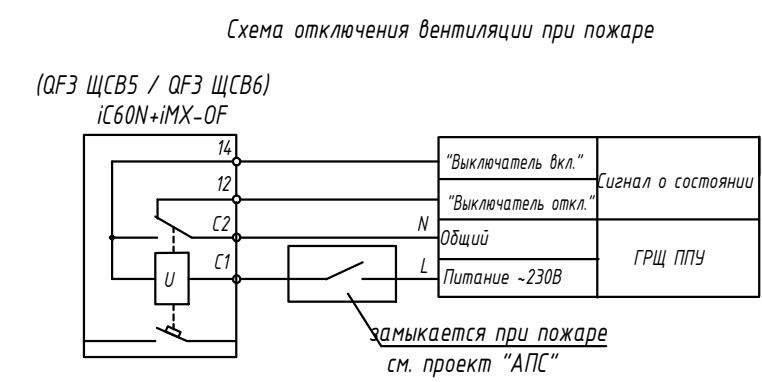 Схема отключения вентиляции при пожаре
(QF3 ЩСВ5 / QF3 ЩСВ6)
iC60N+iMX-OF
14
"Выключатель вкл."
Сигнал о состоянии
12
"Выключатель откл."
C2
N
Общий
ГРЩ ППУ
C1
L
Питание ~230В
U
замыкается при пожаре
см. проект "АПС"